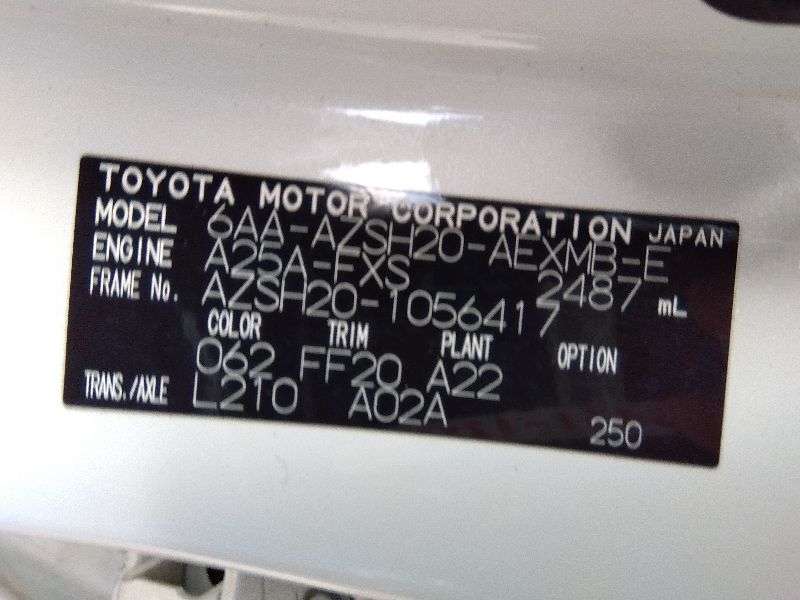 TOYOTA MOTOR CORPORATION JAPAN
MODEL 6AA-AZSH20-AEXMB-E
ENGINE A25A-FXS 2487 mL
FRAME No. AZSH20-1056417
COLOR TRIM PLANT OPTION
062 FF20 A22
TRANS./AXLE L210 A02A
250